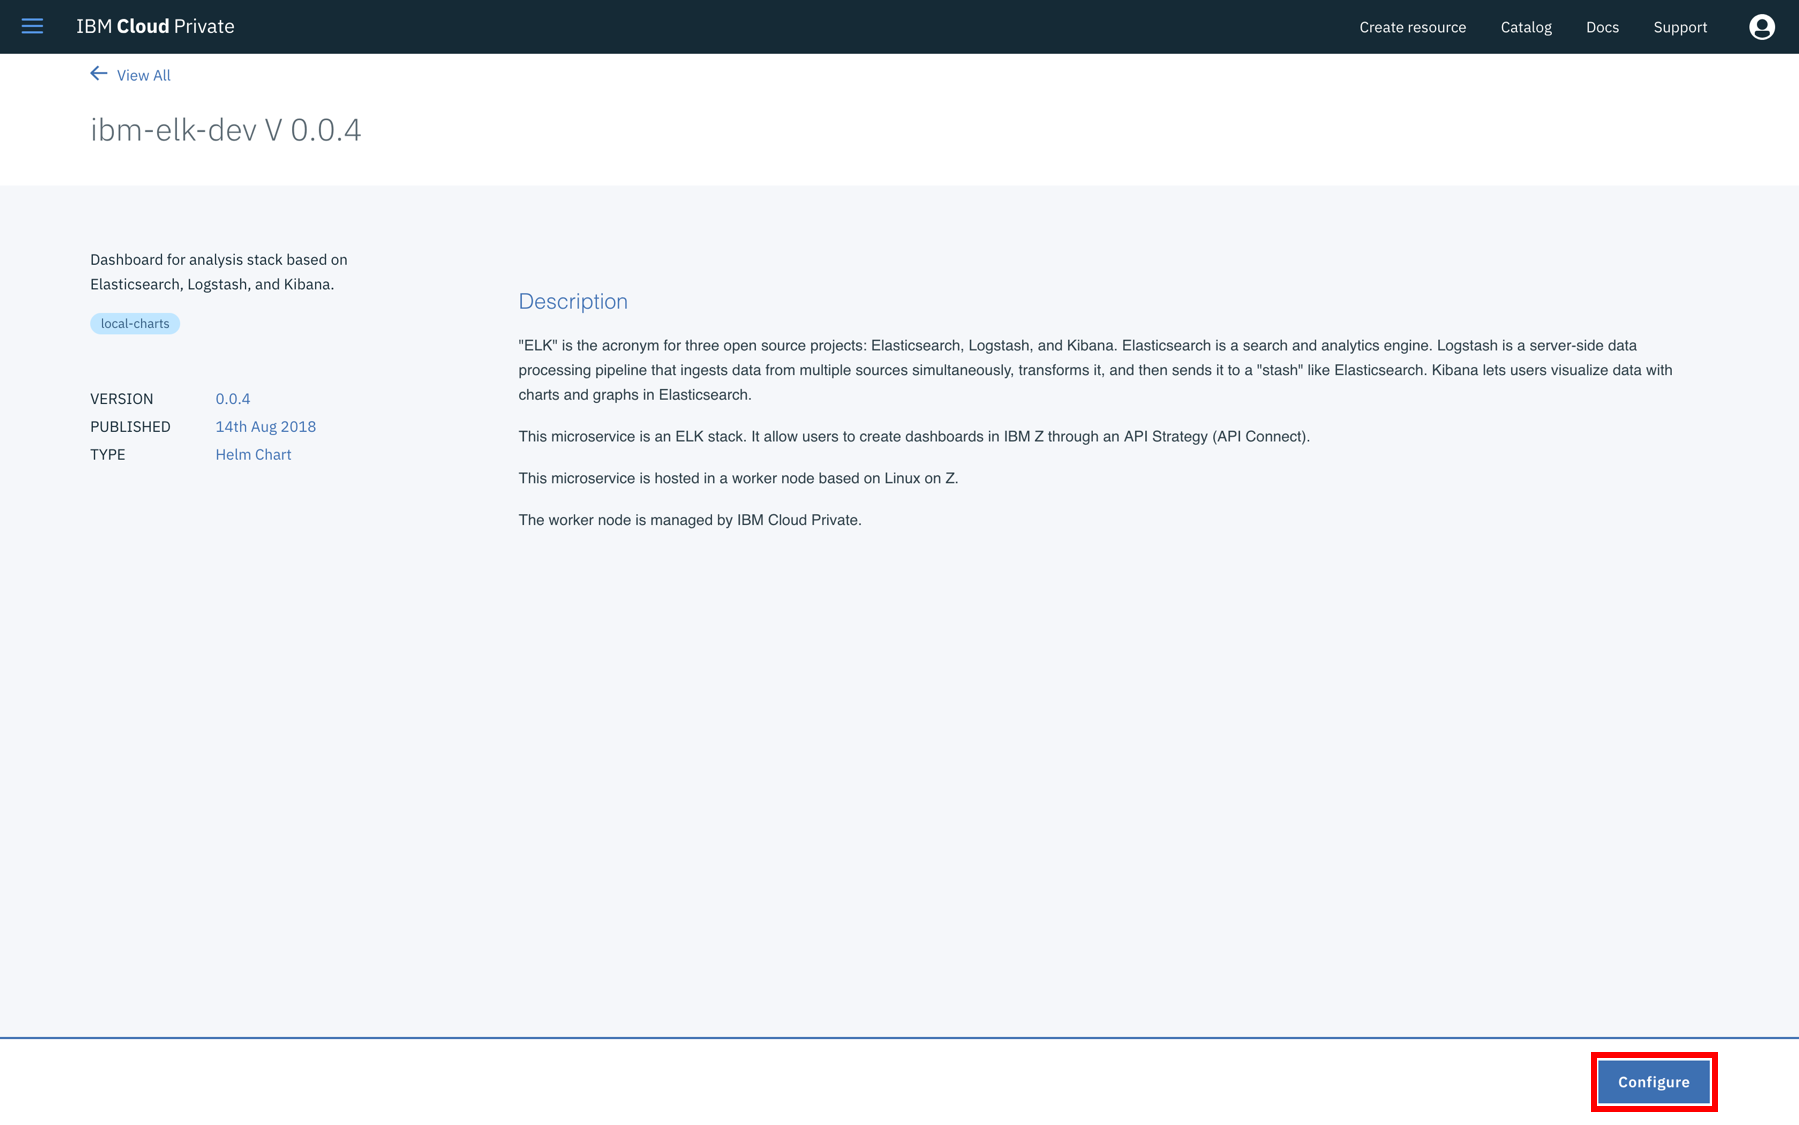 IBM Cloud Private
Create resource
Catalog
Docs
Support
View All
ibm-elk-dev V 0.0.4
Dashboard for analysis stack based on
Elasticsearch, Logstash, and Kibana.
local-charts
VERSION 0.0.4
PUBLISHED 14th Aug 2018
TYPE Helm Chart
Description
"ELK" is the acronym for three open source projects: Elasticsearch, Logstash, and Kibana. Elasticsearch is a search and analytics engine. Logstash is a server-side data
processing pipeline that ingests data from multiple sources simultaneously, transforms it, and then sends it to a "stash" like Elasticsearch. Kibana lets users visualize data with
charts and graphs in Elasticsearch.
This microservice is an ELK stack. It allow users to create dashboards in IBM Z through an API Strategy (API Connect).
This microservice is hosted in a worker node based on Linux on Z.
The worker node is managed by IBM Cloud Private.
Configure